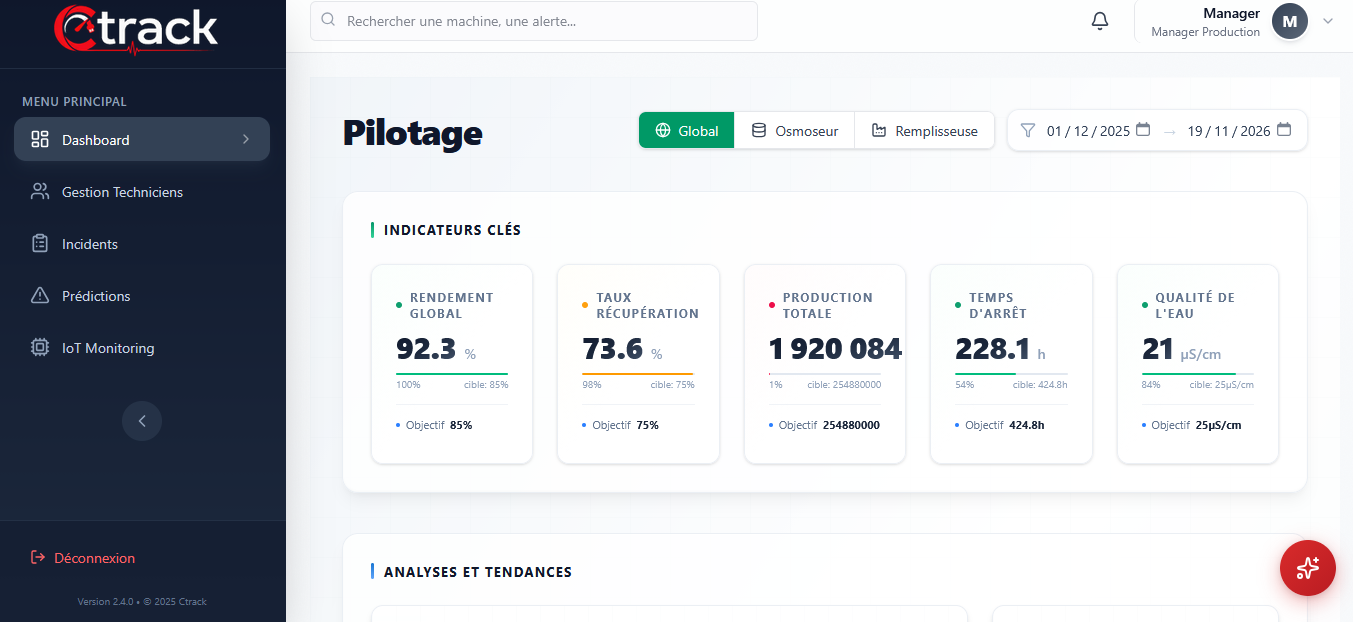 Ctrack
MENU PRINCIPAL
Dashboard
Gestion Techniciens
Incidents
Prédictions
IoT Monitoring
Déconnexion
Version 2.4.0 • © 2025 Ctrack
Rechercher une machine, une alerte...
Manager
Manager Production
M
Pilotage
Global
Osmoseur
Remplisseuse
01 / 12 / 2025 → 19 / 11 / 2026
INDICATEURS CLÉS
RENDEMENT
GLOBAL
92.3 %
100% cible: 85%
Objectif 85%
TAUX
RÉCUPÉRATION
73.6 %
98% cible: 75%
Objectif 75%
PRODUCTION
TOTALE
1 920 084
1% cible: 254880000
Objectif 254880000
TEMPS
D'ARRÊT
228.1 h
54% cible: 424.8h
Objectif 424.8h
QUALITÉ DE
L'EAU
21 µS/cm
84% cible: 25µS/cm
Objectif 25µS/cm
ANALYSES ET TENDANCES